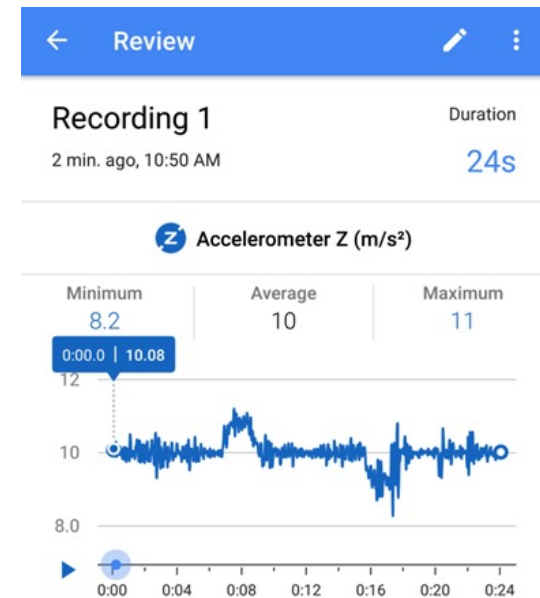 Review
Recording 1
Duration
2 min. ago, 10:50 AM
24s
Z Accelerometer Z (m/s²)
Minimum
Average
Maximum
8.2
10
11
0:00.0 | 10.08
12
10
8.0
0:00 0:04 0:08 0:12 0:16 0:20 0:24